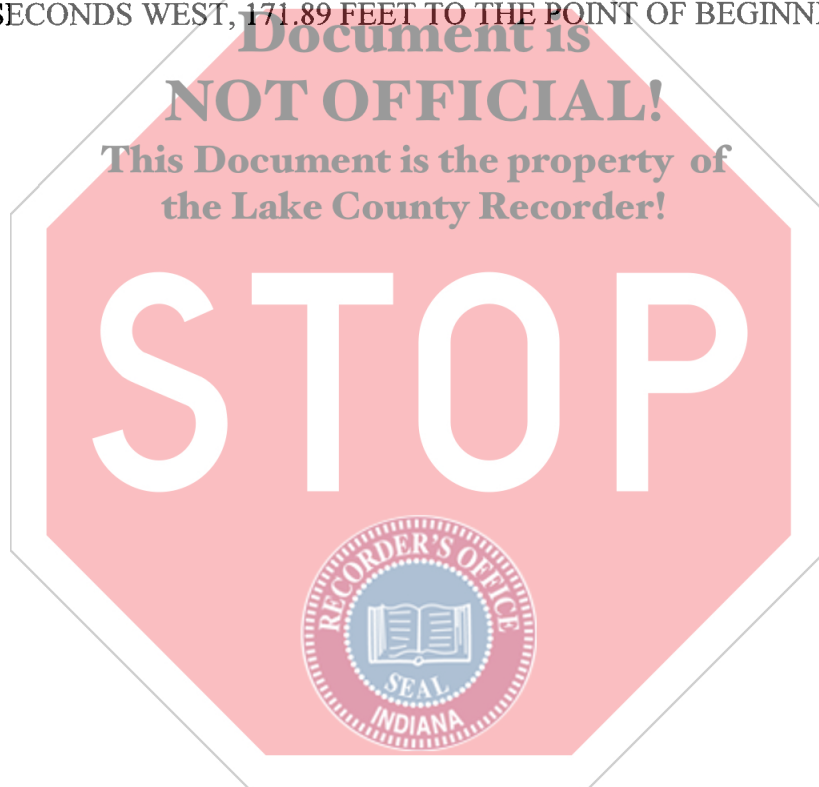 SECONDS WEST, 171.89 FEET TO THE POINT OF BEGINN
Document is
NOT OFFICIAL!
This Document is the property of
the Lake County Recorder!
STOP
RECORDER'S OFFICE
SEAL
INDIANA